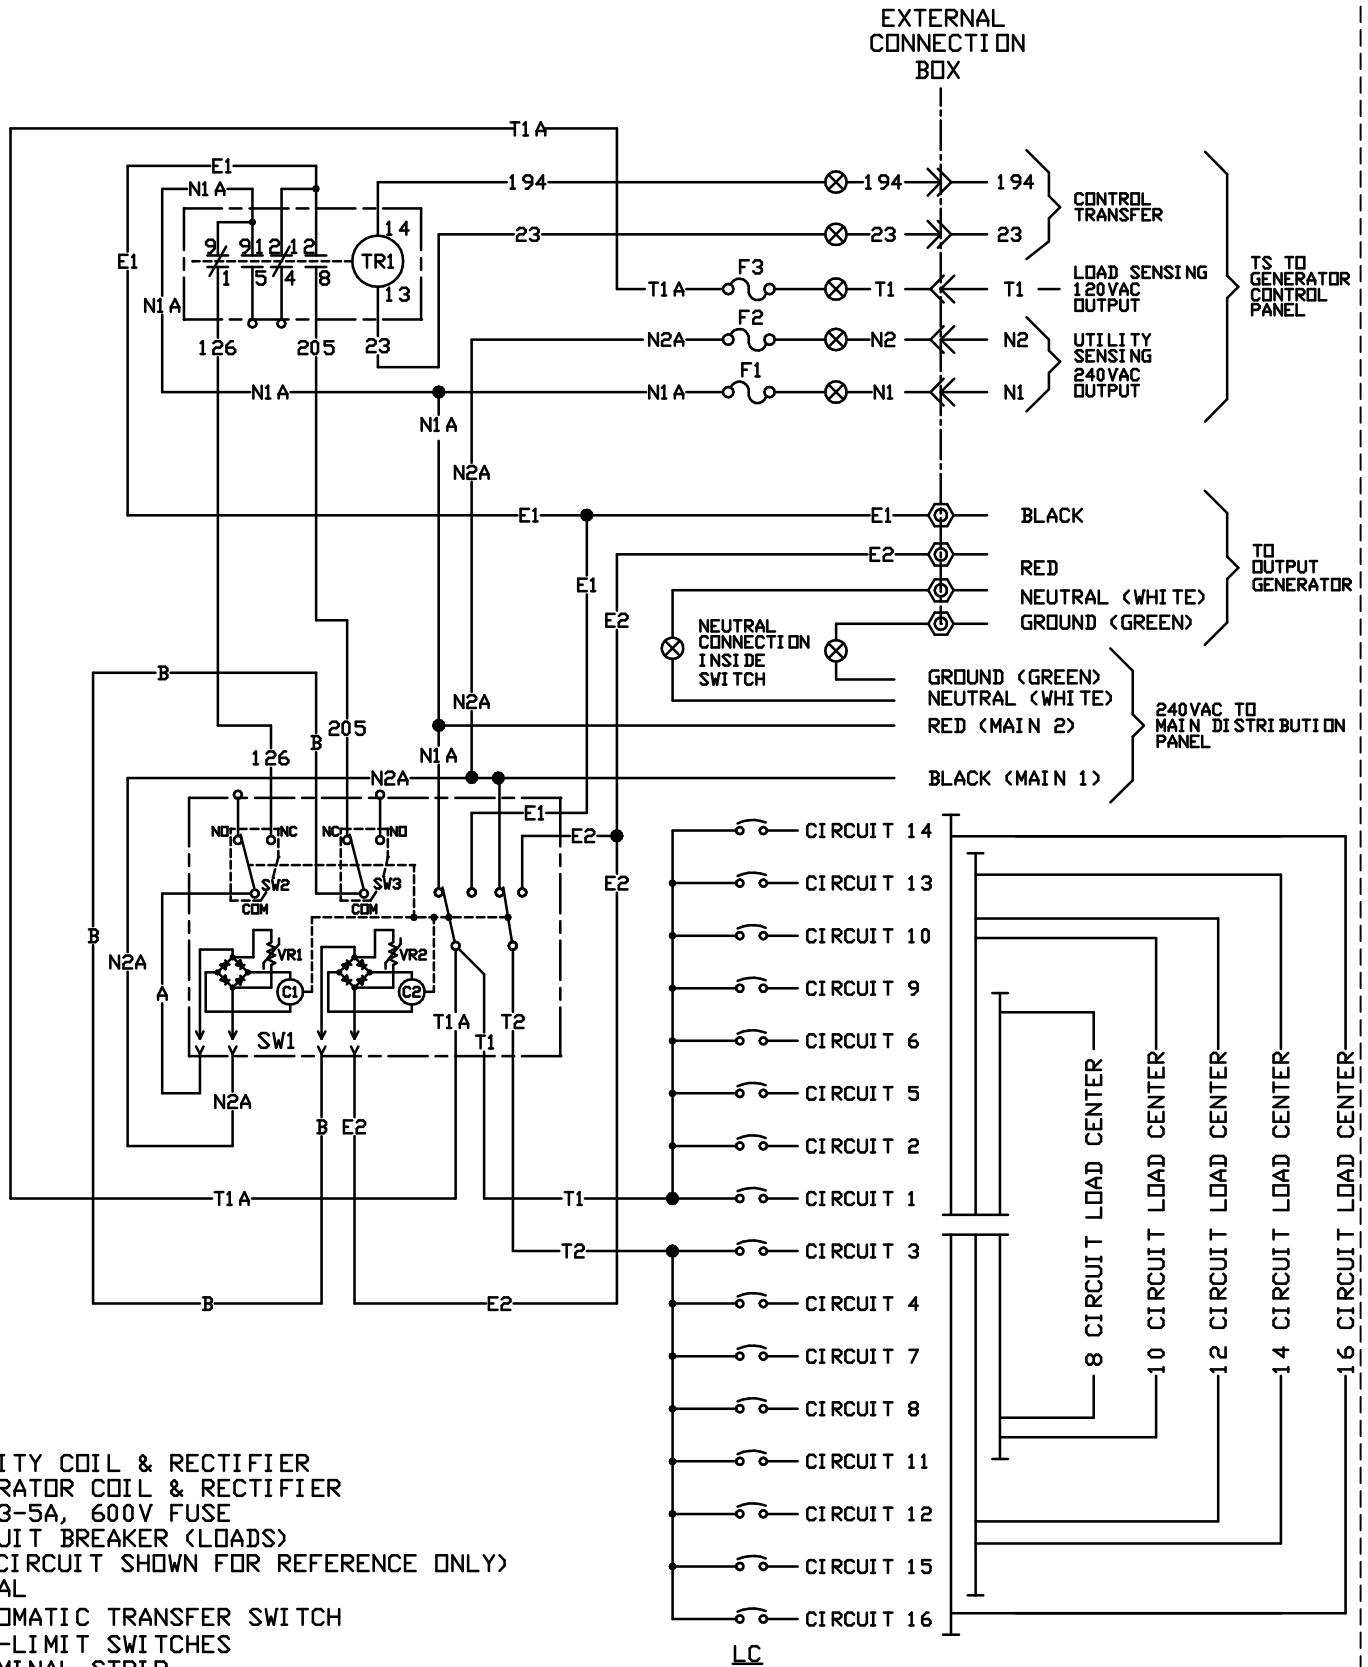 EXTERNAL
CONNECTION
BOX
T1A
E1
N1A
194
194
194
CONTROL
TRANSFER
14
23
23
23
9
9
12
12
TR1
E1
1
5
4
8
13
F3
T1A
T1
T1
LOAD SENSING
120VAC
OUTPUT
TS TO
GENERATOR
CONTROL
PANEL
N1A
F2
126
205
23
N2A
N2
N2
UTILITY
SENSING
240VAC
OUTPUT
F1
N1A
N1A
N1
N1
N1A
N2A
E1
E1
BLACK
E2
RED
TO
OUTPUT
GENERATOR
E1
E2
NEUTRAL (WHITE)
GROUND (GREEN)
NEUTRAL
CONNECTION
INSIDE
SWITCH
B
GROUND (GREEN)
NEUTRAL (WHITE)
RED (MAIN 2)
BLACK (MAIN 1)
240VAC TO
MAIN DISTRIBUTION
PANEL
N2A
205
B
126
N1A
N2A
E1
E2
NO
NC
NC
NO
SW2
SW3
COM
COM
E2
B
N2A
A
VR1
VR2
C1
C2
SW1
T1A
T1
T2
N2A
B
E2
T1A
T1
T2
B
E2
CIRCUIT 14
CIRCUIT 13
CIRCUIT 10
CIRCUIT 9
CIRCUIT 6
CIRCUIT 5
CIRCUIT 2
CIRCUIT 1
CIRCUIT 3
CIRCUIT 4
CIRCUIT 7
CIRCUIT 8
CIRCUIT 11
CIRCUIT 12
CIRCUIT 15
CIRCUIT 16
LC
8 CIRCUIT LOAD CENTER
10 CIRCUIT LOAD CENTER
12 CIRCUIT LOAD CENTER
14 CIRCUIT LOAD CENTER
16 CIRCUIT LOAD CENTER
ITY COIL & RECTIFIER
RATOR COIL & RECTIFIER
3-5A, 600V FUSE
UIT BREAKER (LOADS)
CIRCUIT SHOWN FOR REFERENCE ONLY)
AL
OMATIC TRANSFER SWITCH
-LIMIT SWITCHES
MINAL STRIP